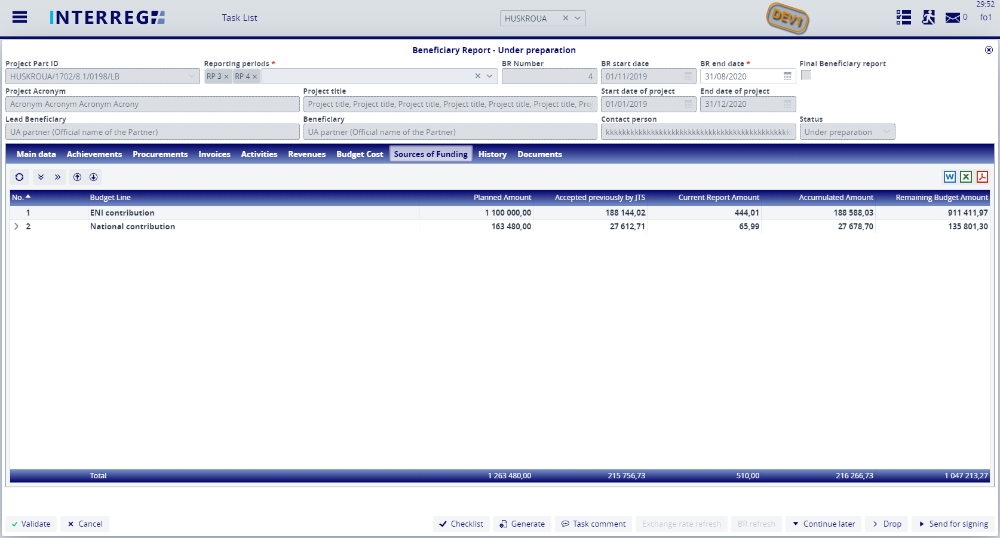 29:52
INTERREG+
Task List
HUSKROUA
DEV1
0
fo1
Beneficiary Report - Under preparation
Project Part ID
Reporting periods *
BR Number
BR start date
BR end date *
Final Beneficiary report
HUSKROUA/1702/8.1/0198/LB
RP 3 ×
RP 4 ×
4
01/11/2019
31/08/2020
Project Acronym
Project title
Start date of project
End date of project
Acronym Acronym Acronym Acrony
Project title, Project title, Project title, Project title, Project title, Project title, Proj
01/01/2019
31/12/2020
Lead Beneficiary
Beneficiary
Contact person
Status
UA partner (Official name of the Partner)
UA partner (Official name of the Partner)
Under preparation
Main data Achievements Procurements Invoices Activities Revenues Budget Cost Sources of Funding History Documents
No. Budget Line Planned Amount Accepted previously by JTS Current Report Amount Accumulated Amount Remaining Budget Amount
1 ENI contribution 1 100 000,00 188 144,02 444,01 188 588,03 911 411,97
2 National contribution 163 480,00 27 612,71 65,99 27 678,70 135 801,30
Total 1 263 480,00 215 756,73 510,00 216 266,73 1 047 213,27
Validate Cancel Checklist Generate Task comment Exchange rate refresh BR refresh Continue later Drop Send for signing